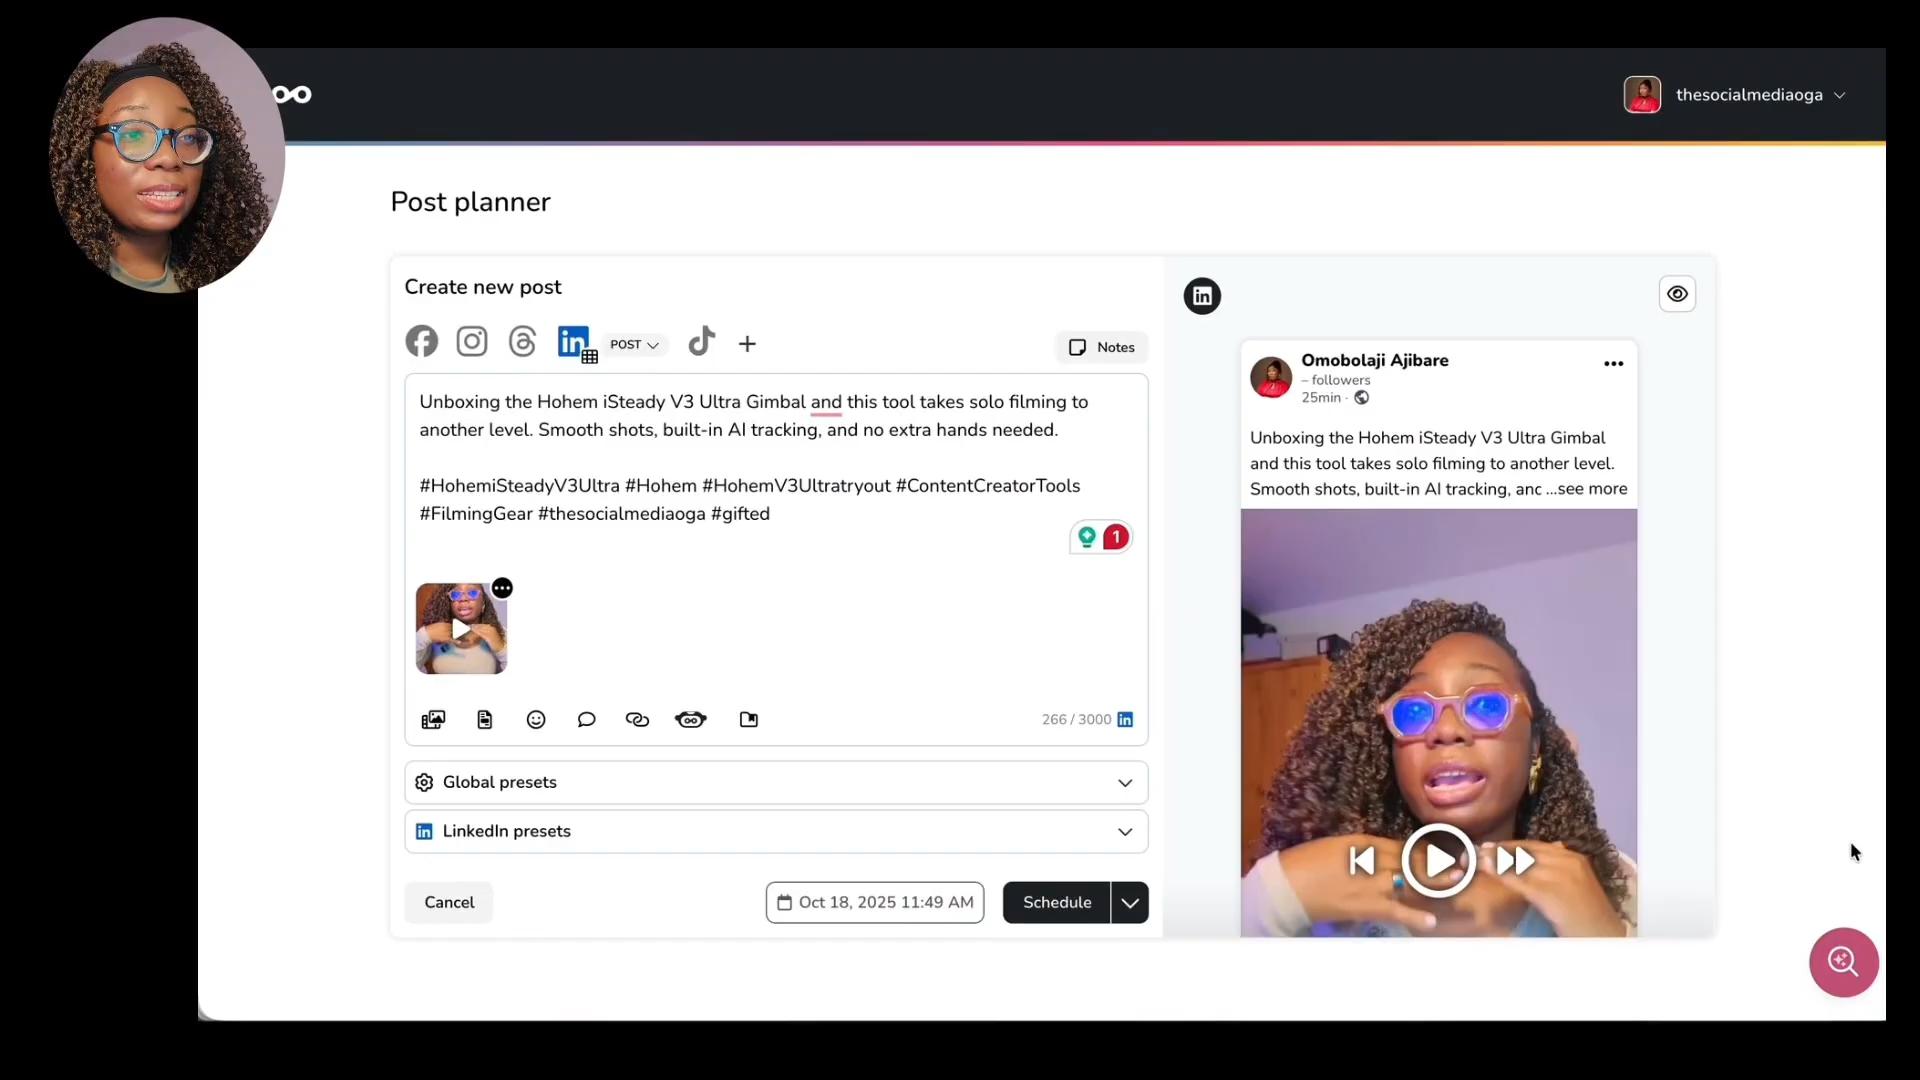 thesocialmediaoga
Post planner
Create new post
POST
Notes
Unboxing the Hohem iSteady V3 Ultra Gimbal and this tool takes solo filming to
another level. Smooth shots, built-in AI tracking, and no extra hands needed.
#HohemiSteadyV3Ultra #Hohem #HohemV3Ultratryout #ContentCreatorTools
#FilmingGear #thesocialmediaoga #gifted
1
266 / 3000
Global presets
LinkedIn presets
Cancel
Oct 18, 2025 11:49 AM
Schedule
Omobolaji Ajibare
– followers
25min ·
Unboxing the Hohem iSteady V3 Ultra Gimbal
and this tool takes solo filming to another level.
Smooth shots, built-in AI tracking, anc ...see more